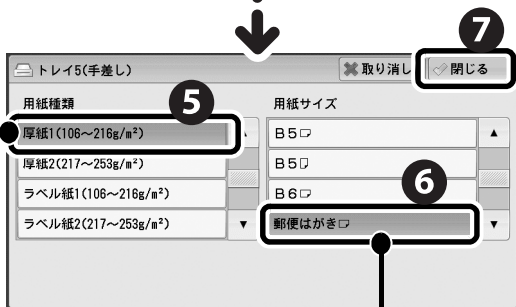 7
トレイ5(手差し)
取り消し
閉じる
用紙種類
5
用紙サイズ
厚紙1(106～216g/m²)
B5
厚紙2(217～253g/m²)
B5
6
ラベル紙1(106～216g/m²)
B6
ラベル紙2(217～253g/m²)
郵便はがき